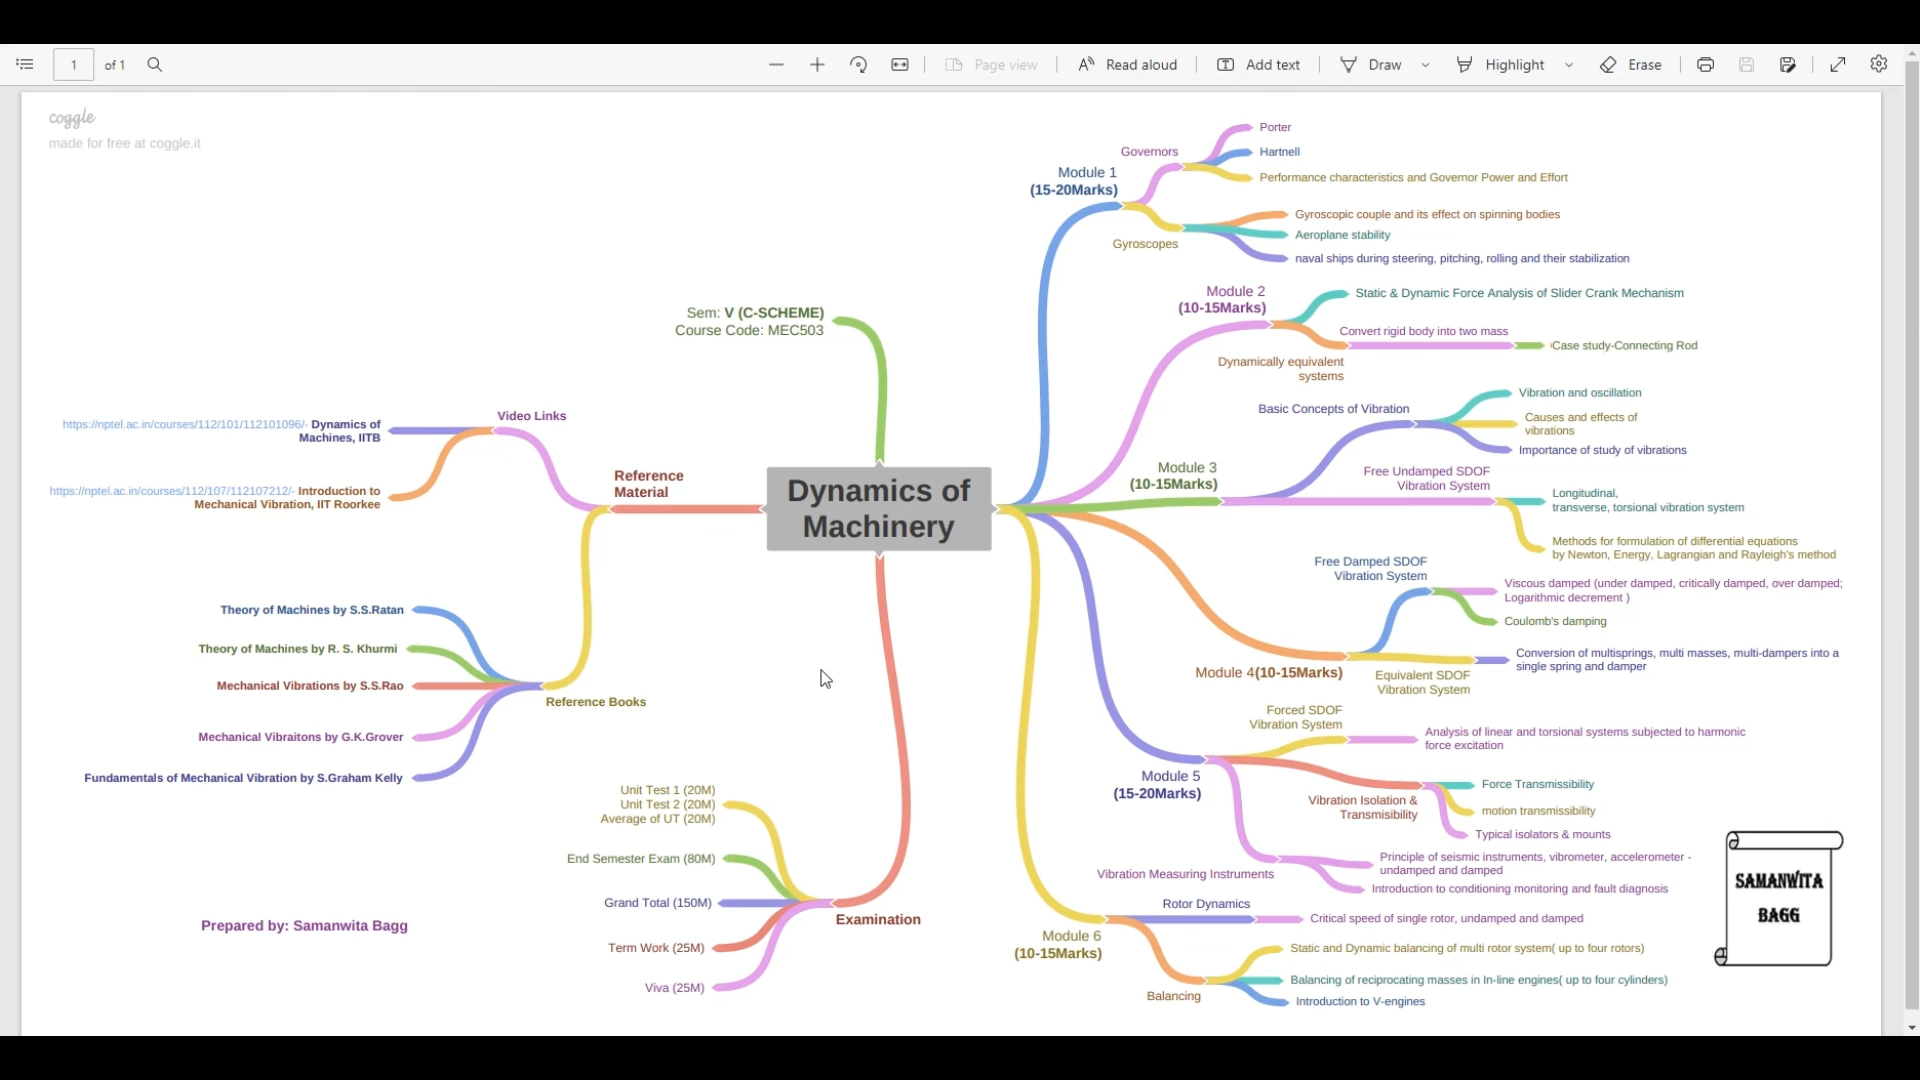 1
of 1
Page view
Read aloud
Add text
Draw
Highlight
Erase
coggle
made for free at coggle.it
Porter
Governors
Hartnell
Module 1
(15-20Marks)
Performance characteristics and Governor Power and Effort
Gyroscopic couple and its effect on spinning bodies
Aeroplane stability
Gyroscopes
naval ships during steering, pitching, rolling and their stabilization
Module 2
(10-15Marks)
Static & Dynamic Force Analysis of Slider Crank Mechanism
Convert rigid body into two mass
Case study-Connecting Rod
Dynamically equivalent
systems
Sem: V (C-SCHEME)
Course Code: MEC503
Basic Concepts of Vibration
Vibration and oscillation
Causes and effects of
vibrations
Importance of study of vibrations
Module 3
(10-15Marks)
Free Undamped SDOF
Vibration System
Longitudinal,
transverse, torsional vibration system
Methods for formulation of differential equations
by Newton, Energy, Lagrangian and Rayleigh's method
Video Links
https://nptel.ac.in/courses/112/101/112101096/- Dynamics of
Machines, IITB
https://nptel.ac.in/courses/112/107/112107212/- Introduction to
Mechanical Vibration, IIT Roorkee
Reference
Material
Dynamics of
Machinery
Free Damped SDOF
Vibration System
Viscous damped (under damped, critically damped, over damped;
Logarithmic decrement )
Coulomb's damping
Module 4(10-15Marks)
Equivalent SDOF
Vibration System
Conversion of multisprings, multi masses, multi-dampers into a
single spring and damper
Theory of Machines by S.S.Ratan
Theory of Machines by R. S. Khurmi
Mechanical Vibrations by S.S.Rao
Reference Books
Mechanical Vibraitons by G.K.Grover
Fundamentals of Mechanical Vibration by S.Graham Kelly
Forced SDOF
Vibration System
Analysis of linear and torsional systems subjected to harmonic
force excitation
Module 5
(15-20Marks)
Vibration Isolation &
Transmisibility
Force Transmissibility
motion transmissibility
Typical isolators & mounts
Vibration Measuring Instruments
Principle of seismic instruments, vibrometer, accelerometer -
undamped and damped
Introduction to conditioning monitoring and fault diagnosis
Unit Test 1 (20M)
Unit Test 2 (20M)
Average of UT (20M)
End Semester Exam (80M)
Grand Total (150M)
Examination
Term Work (25M)
Viva (25M)
Prepared by: Samanwita Bagg
Rotor Dynamics
Critical speed of single rotor, undamped and damped
Module 6
(10-15Marks)
Static and Dynamic balancing of multi rotor system( up to four rotors)
Balancing of reciprocating masses in In-line engines( up to four cylinders)
Balancing
Introduction to V-engines
SAMANWITA
BAGG